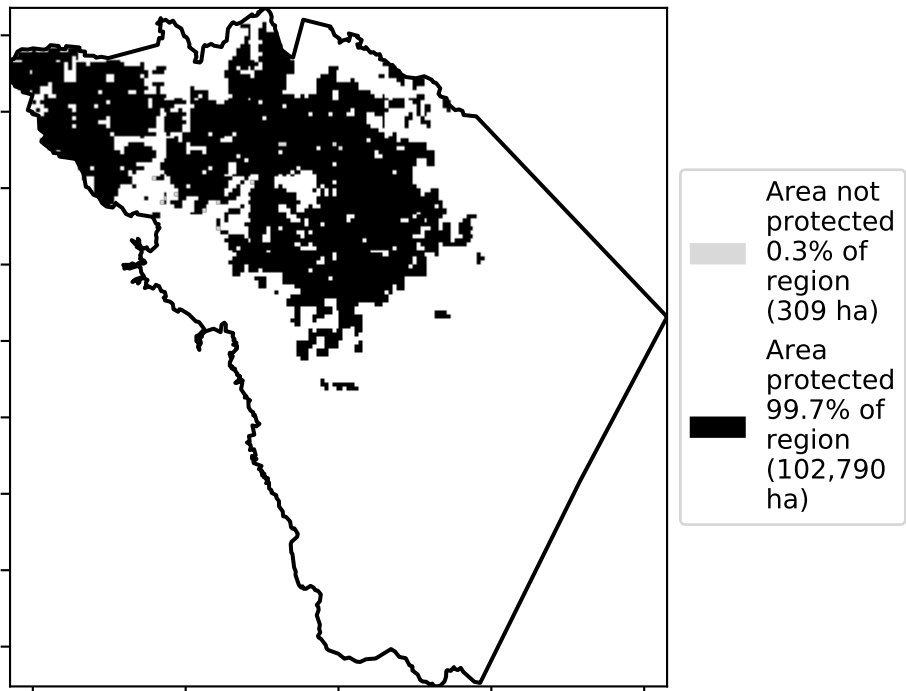 Area not
protected
0.3% of
region
(309 ha)
Area
protected
99.7% of
region
(102,790
ha)